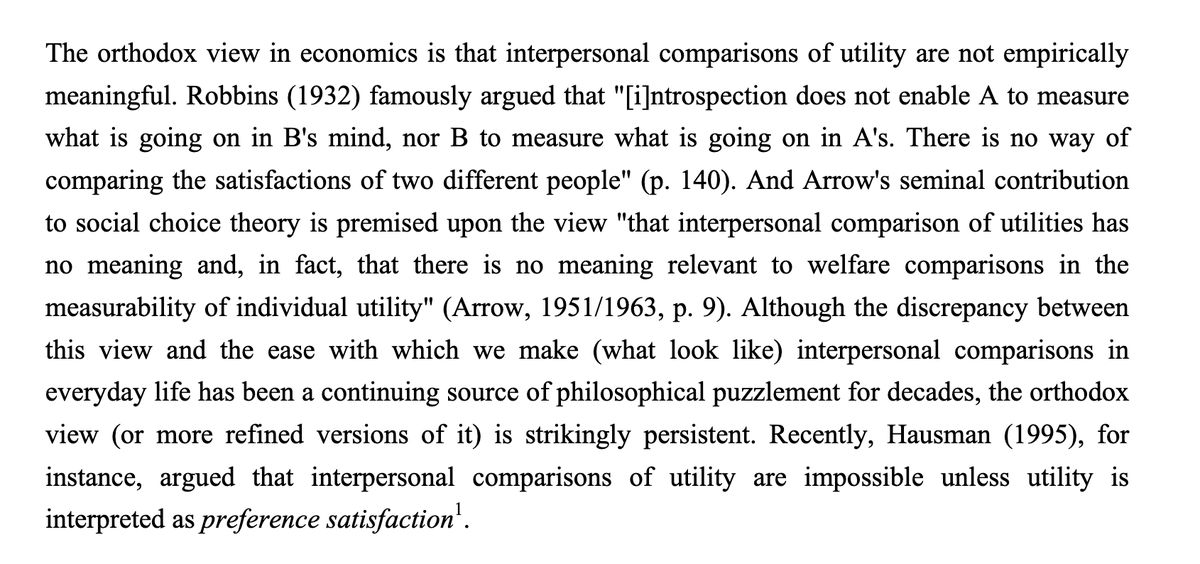 The orthodox view in economics is that interpersonal comparisons of utility are not empirically
meaningful. Robbins (1932) famously argued that "[i]ntrospection does not enable A to measure
what is going on in B's mind, nor B to measure what is going on in A's. There is no way of
comparing the satisfactions of two different people" (p. 140). And Arrow's seminal contribution
to social choice theory is premised upon the view "that interpersonal comparison of utilities has
no meaning and, in fact, that there is no meaning relevant to welfare comparisons in the
measurability of individual utility" (Arrow, 1951/1963, p. 9). Although the discrepancy between
this view and the ease with which we make (what look like) interpersonal comparisons in
everyday life has been a continuing source of philosophical puzzlement for decades, the orthodox
view (or more refined versions of it) is strikingly persistent. Recently, Hausman (1995), for
instance, argued that interpersonal comparisons of utility are impossible unless utility is
interpreted as preference satisfaction¹.